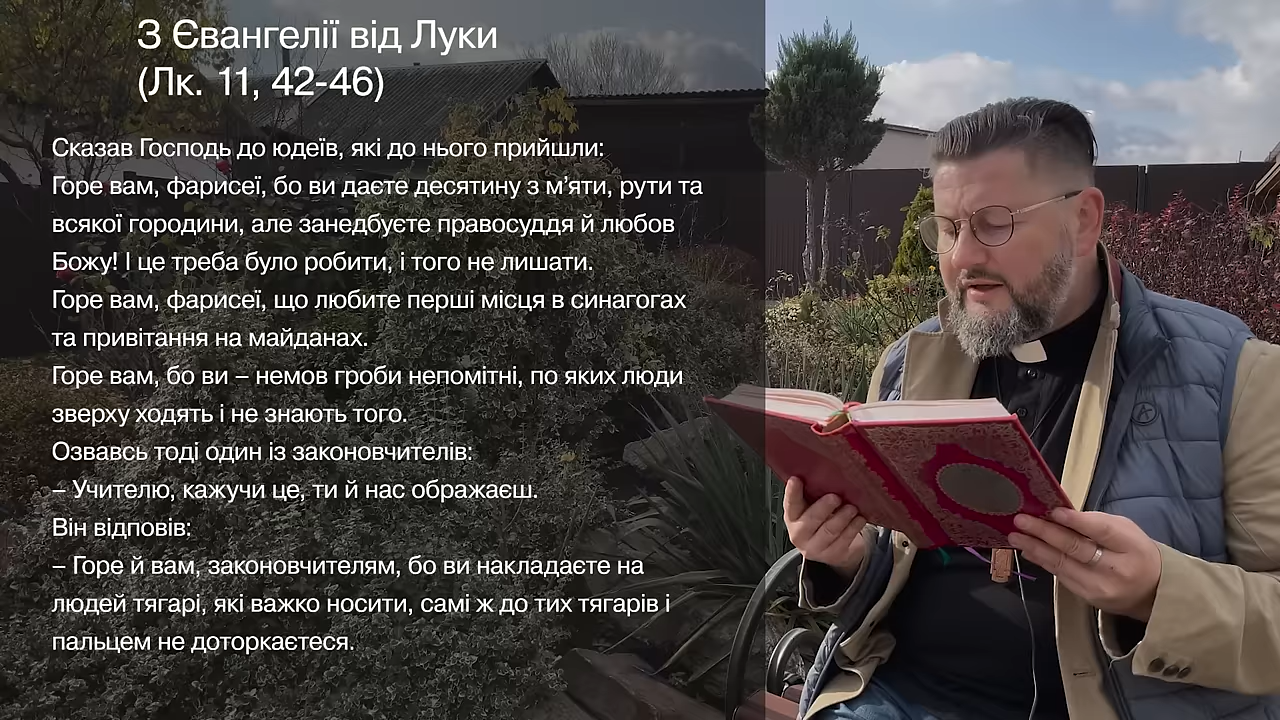 З Євангелії від Луки
(Лк. 11, 42-46)
Сказав Господь до юдеїв, які до нього прийшли:
Горе вам, фарисеї, бо ви даєте десятину з м’яти, рути та
всякої городини, але занедбуєте правосуддя й любов
Божу! І це треба було робити, і того не лишати.
Горе вам, фарисеї, що любите перші місця в синагогах
та привітання на майданах.
Горе вам, бо ви – немов гроби непомітні, по яких люди
зверху ходять і не знають того.
Озвавсь тоді один із законовчителів:
– Учителю, кажучи це, ти й нас ображаєш.
Він відповів:
– Горе й вам, законовчителям, бо ви накладаєте на
людей тягарі, які важко носити, самі ж до тих тягарів і
пальцем не доторкаєтеся.